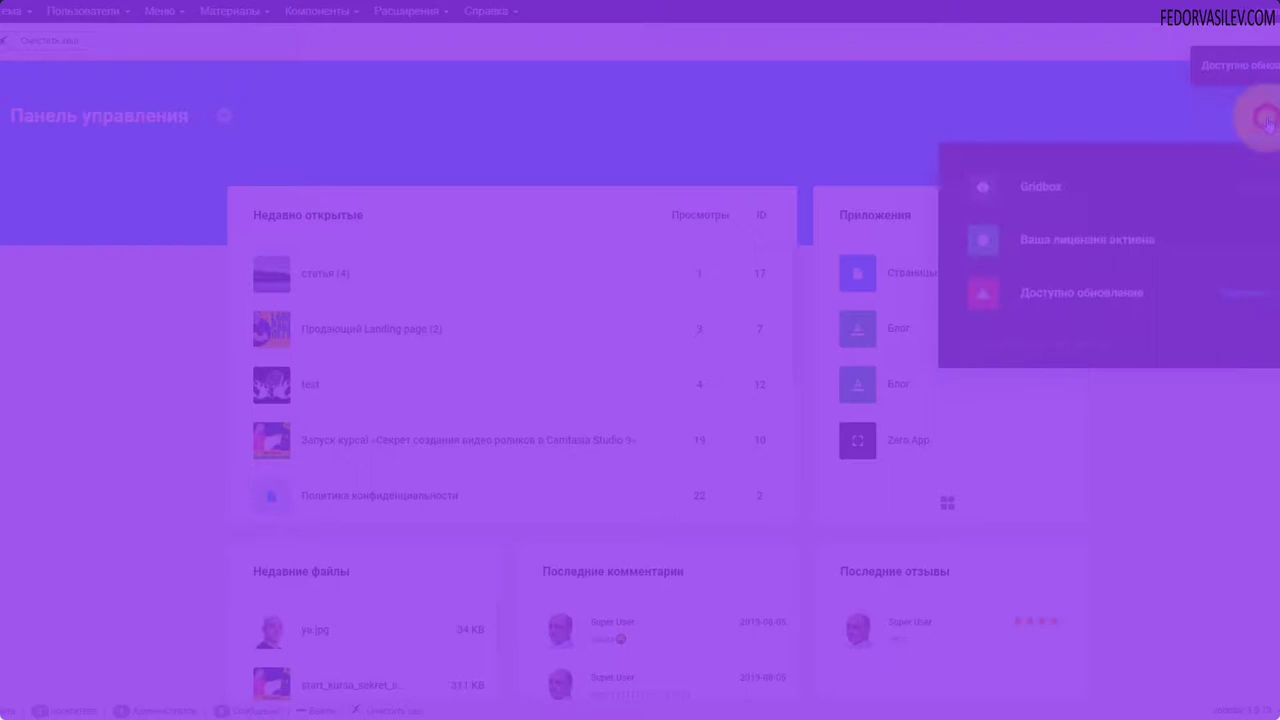 Пользователи Меню Материалы Компоненты Расширения Справка
FEDORVASILEV.COM
Очистить кеш
Доступно
Панель управления
Gridbox
Ваша лицензия активна
Доступно обновление
Недавно открытые Просмотры ID
статья (4) 1 17
Продающий Landing page (2) 3 7
test 4 12
Запуск курса! «Секрет создания видео роликов в Camtasia Studio 9» 19 10
Политика конфиденциальности 22 2
Приложения
Страницы
Блог
Блог
Zero App
Недавние файлы
ya.jpg 34 KB
start_kursa_sekret_s... 311 KB
Последние комментарии
Super User 2019-08-05
Super User 2019-08-05
Последние отзывы
Super User